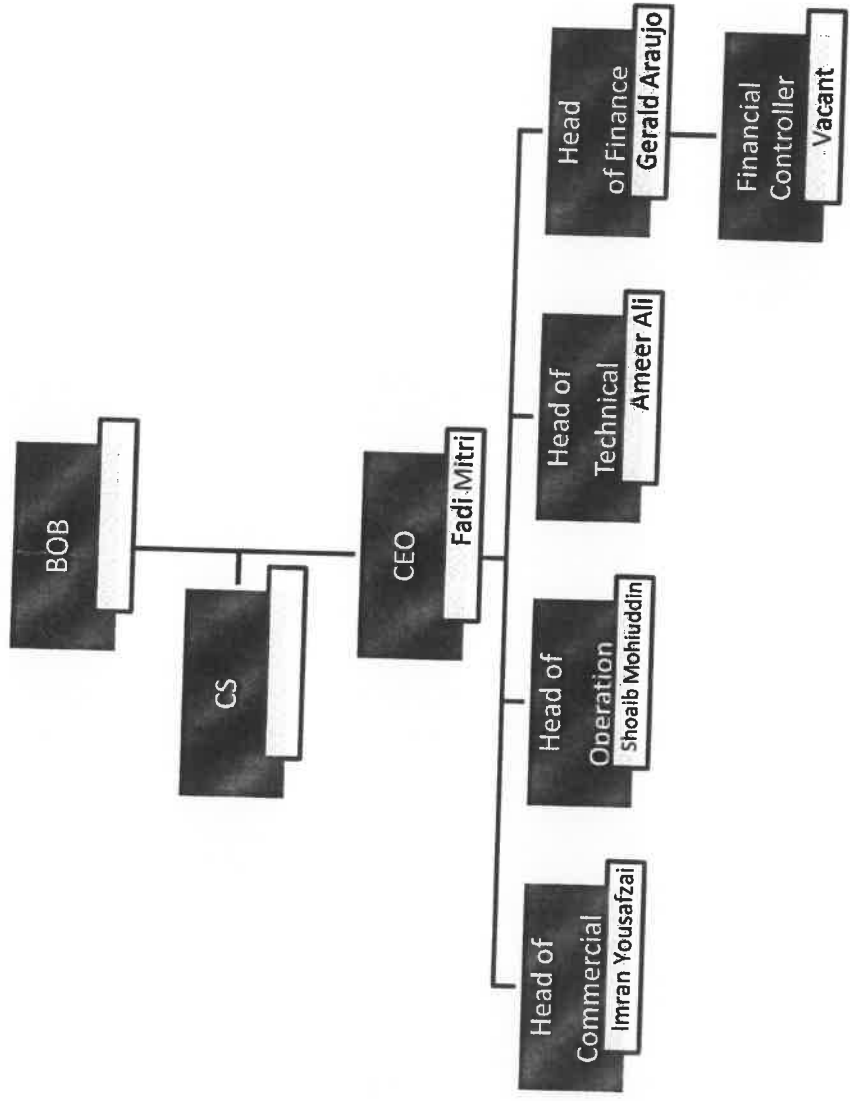 BOB
CS
CEO
Fadi Mitri
Head of
Commercial
Imran Yousafzai
Head of
Operation
Shoaib Mohiuddin
Head of
Technical
Ameer Ali
Head
of Finance
Gerald Araujo
Financial
Controller
Vacant